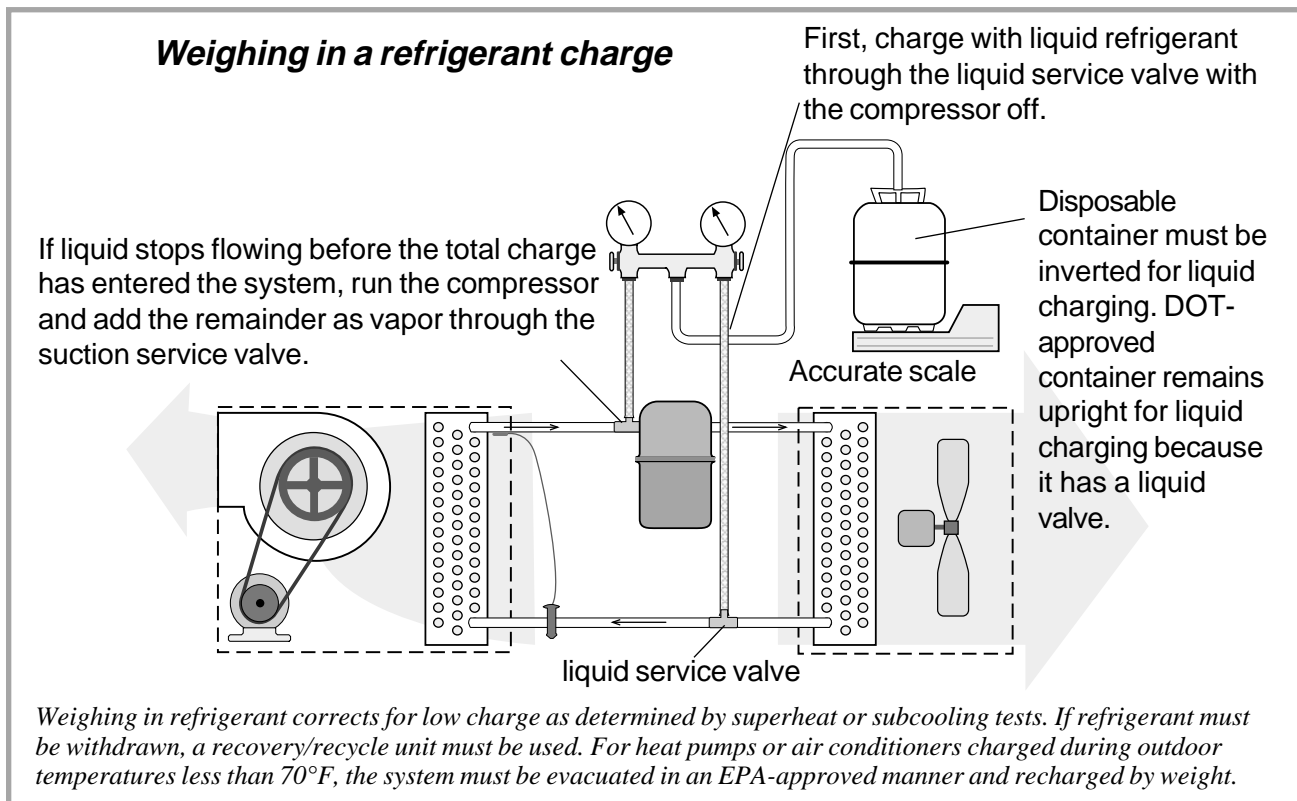 Weighing in a refrigerant charge
First, charge with liquid refrigerant
through the liquid service valve with
the compressor off.
If liquid stops flowing before the total charge
has entered the system, run the compressor
and add the remainder as vapor through the
suction service valve.
Disposable
container must be
inverted for liquid
charging. DOT-
approved
container remains
upright for liquid
charging because
it has a liquid
valve.
Accurate scale
liquid service valve
Weighing in refrigerant corrects for low charge as determined by superheat or subcooling tests. If refrigerant must
be withdrawn, a recovery/recycle unit must be used. For heat pumps or air conditioners charged during outdoor
temperatures less than 70°F, the system must be evacuated in an EPA-approved manner and recharged by weight.